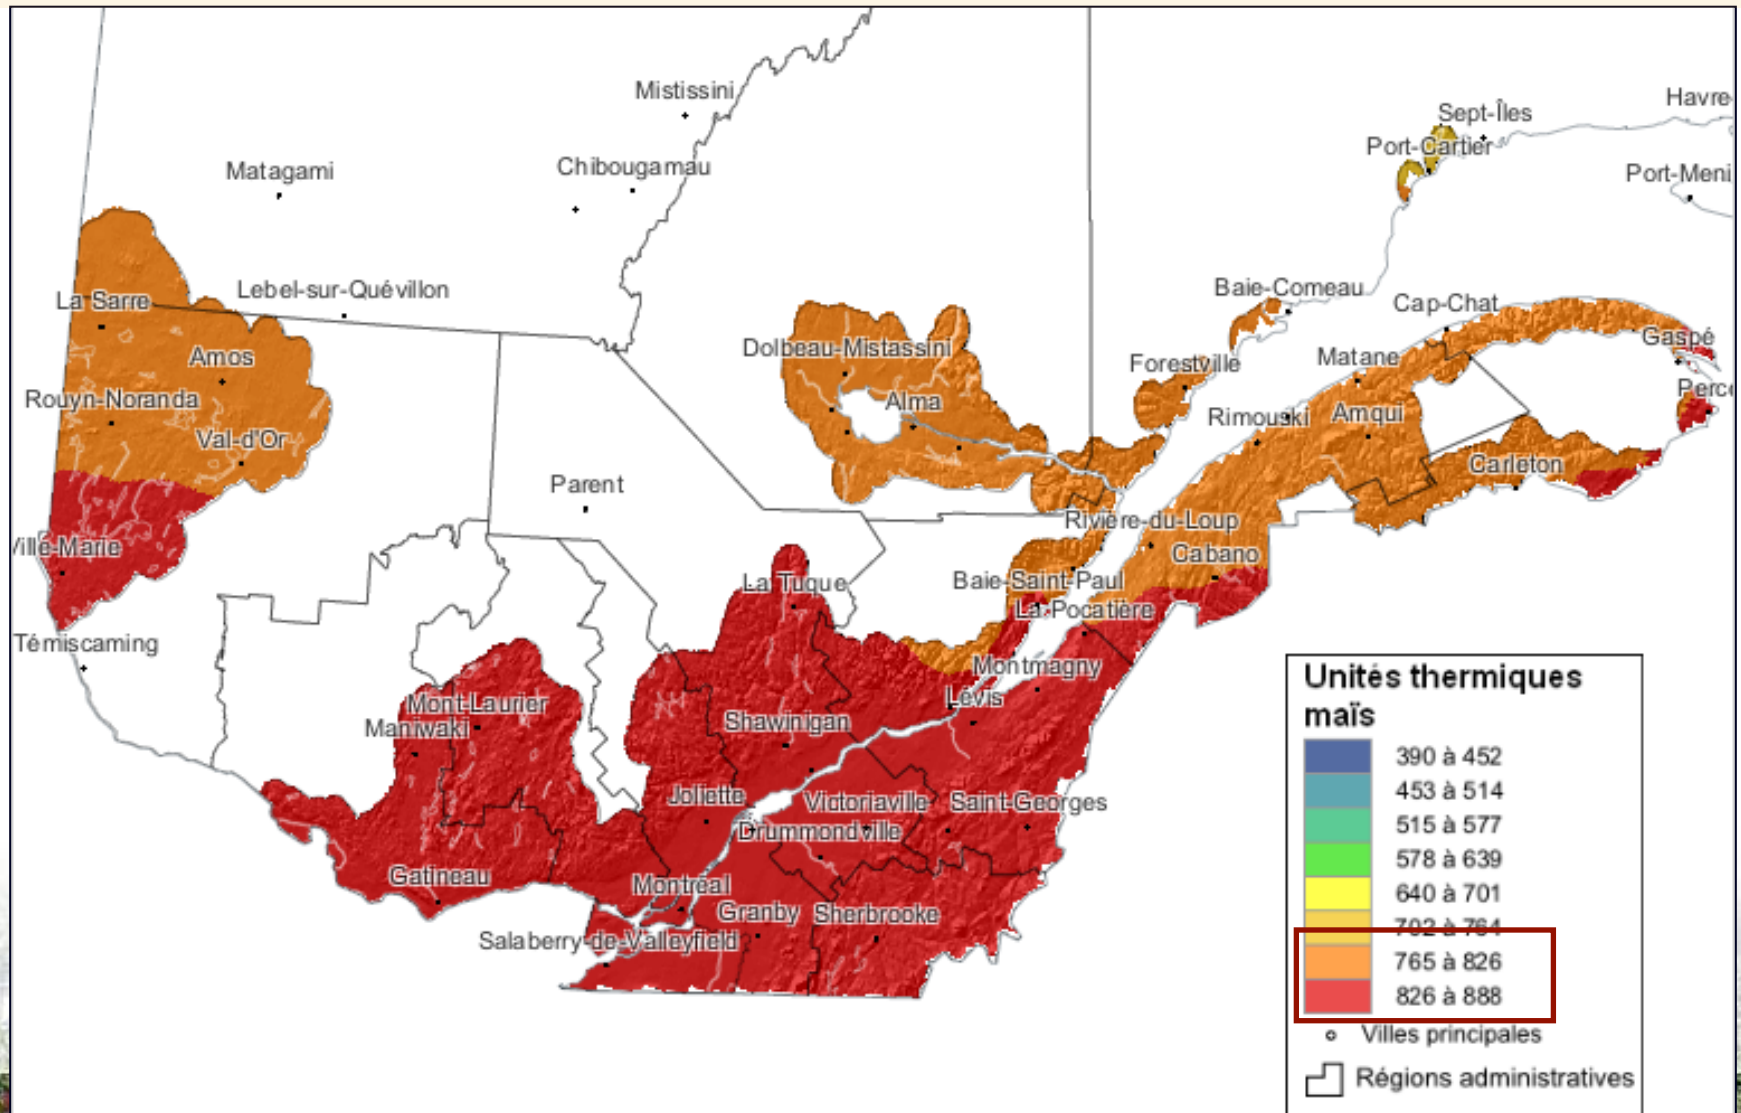 Mistissini
Havre
Sept-Îles
Port-Cartier
Matagami
Chibougamau
Port-Meni
La Sarre
Lebel-sur-Quévillon
Baie-Comeau
Cap-Chat
Gaspé
Amos
Dolbeau-Mistassini
Forestville
Matane
Rouyn-Noranda
Alma
Perc
Rimouski
Amqui
Val-d'Or
Carleton
Parent
Rivière-du-Loup
Ville-Marie
Cabano
La Tuque
Baie-Saint-Paul
La Pocatière
Témiscaming
Montmagny
Mont-Laurier
Lévis
Maniwaki
Shawinigan
Joliette
Victoriaville
Saint-Georges
Drummondville
Gatineau
Montréal
Granby
Sherbrooke
Salaberry-de-Valleyfield
Unités thermiques
maïs
390 à 452
453 à 514
515 à 577
578 à 639
640 à 701
702 à 764
765 à 826
826 à 888
Villes principales
Régions administratives